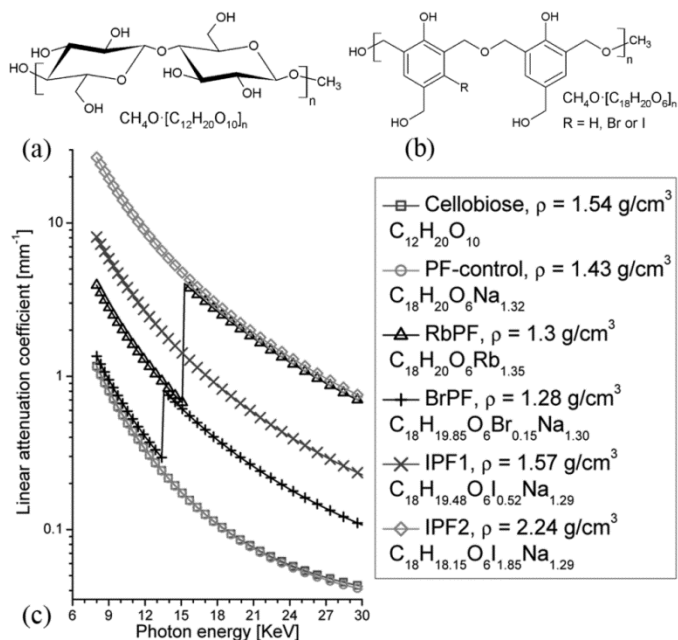 (a)
HO
HO
HO
OH
O
O
HO
O
HO
OH
OH
O
O
CH₃
n
CH₄O·[C₁₂H₂₀O₁₀]ₙ
(b)
HO
OH
O
OH
O
CH₃
n
R
HO
HO
CH₄O·[C₁₈H₂₀O₆]ₙ
R = H, Br or I
(c)
Linear attenuation coefficient [mm⁻¹]
10
1
0.1
6 9 12 15 18 21 24 27 30
Photon energy [KeV]
Cellobiose, ρ = 1.54 g/cm³
C₁₂H₂₀O₁₀
PF-control, ρ = 1.43 g/cm³
C₁₈H₂₀O₆Na₁.₃₂
RbPF, ρ = 1.3 g/cm³
C₁₈H₂₀O₆Rb₁.₃₅
BrPF, ρ = 1.28 g/cm³
C₁₈H₁₉.₈₅O₆Br₀.₁₅Na₁.₃₀
IPF1, ρ = 1.57 g/cm³
C₁₈H₁₉.₄₈O₆I₀.₅₂Na₁.₂₉
IPF2, ρ = 2.24 g/cm³
C₁₈H₁₈.₁₅O₆I₁.₈₅Na₁.₂₉